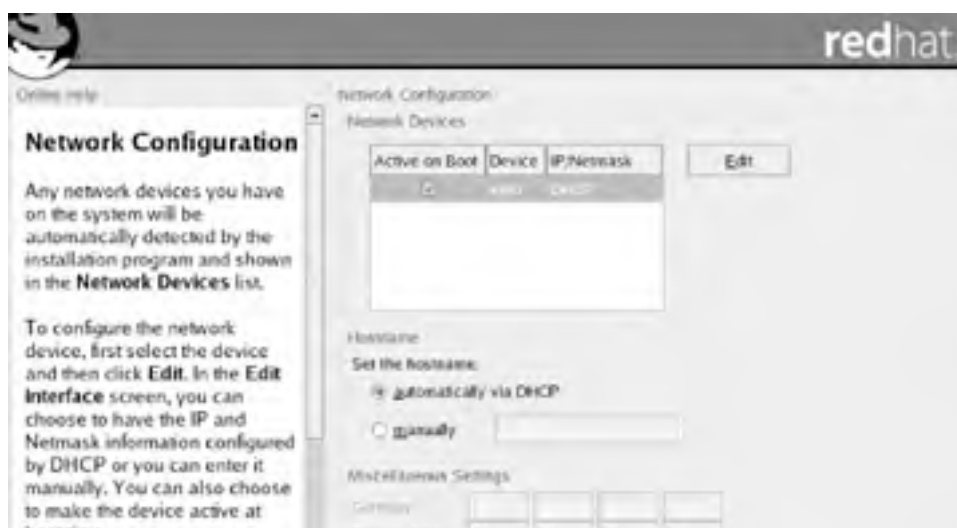 redhat
Online Help
Network Configuration
Any network devices you have
on the system will be
automatically detected by the
installation program and shown
in the Network Devices list.
To configure the network
device, first select the device
and then click Edit. In the Edit
Interface screen, you can
choose to have the IP and
Netmask information configured
by DHCP or you can enter it
manually. You can also choose
to make the device active at
Network Configuration
Network Devices
Active on Boot Device IP/Netmask
DHCP
Edit
Hostname
Set the hostname:
automatically via DHCP
manually
Miscellaneous Settings
Gateway